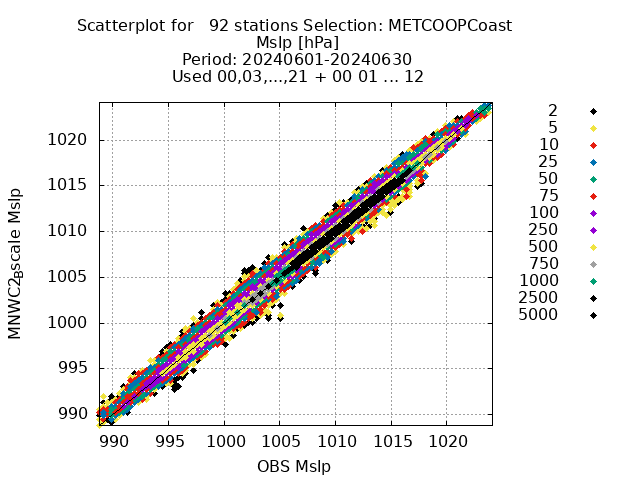 Scatterplot for   92 stations Selection: METCOOPCoast
Mslp [hPa]
Period: 20240601-20240630
Used 00,03,...,21 + 00 01 ... 12
MNWC2pscale Mslp
1020
1015
1010
1005
1000
995
990
990 995 1000 1005 1010 1015 1020
OBS Mslp
2
5
10
25
50
75
100
250
500
750
1000
2500
5000